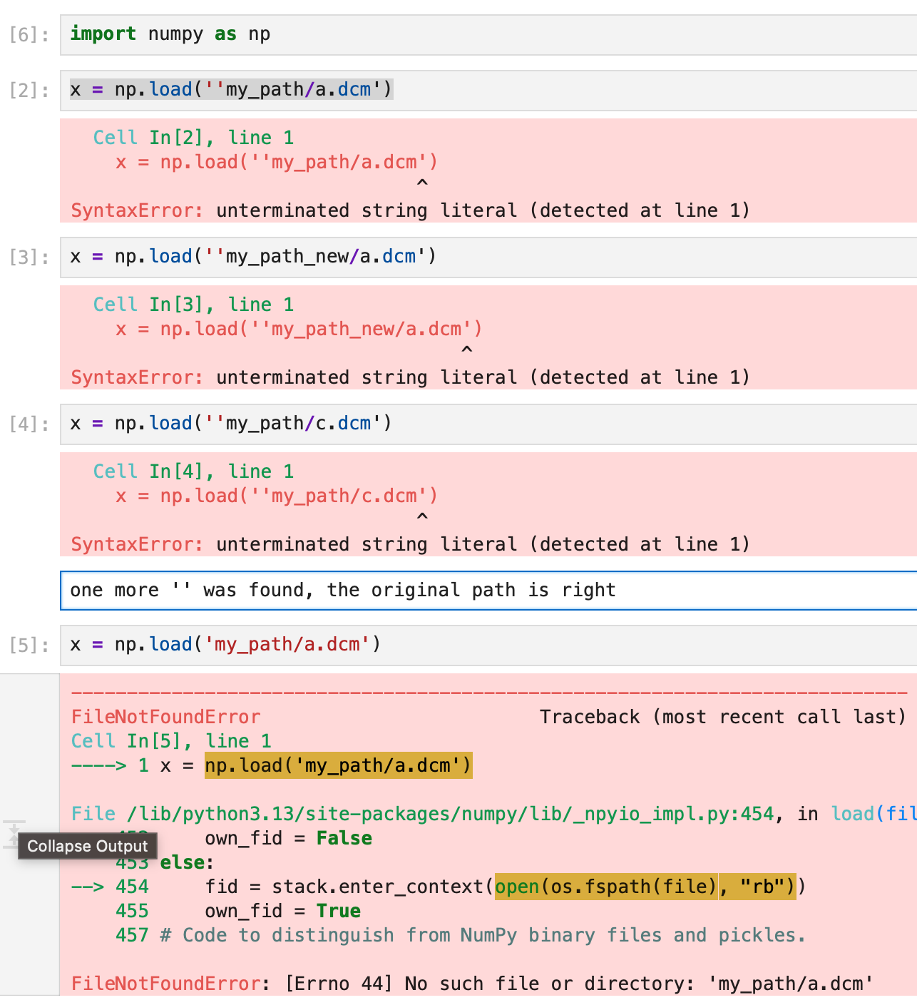 [6]: import numpy as np
[2]: x = np.load(''my_path/a.dcm')
Cell In[2], line 1
x = np.load(''my_path/a.dcm')
^
SyntaxError: unterminated string literal (detected at line 1)
[3]: x = np.load(''my_path_new/a.dcm')
Cell In[3], line 1
x = np.load(''my_path_new/a.dcm')
^
SyntaxError: unterminated string literal (detected at line 1)
[4]: x = np.load(''my_path/c.dcm')
Cell In[4], line 1
x = np.load(''my_path/c.dcm')
^
SyntaxError: unterminated string literal (detected at line 1)
one more '' was found, the original path is right
[5]: x = np.load('my_path/a.dcm')
---------------------------------------------------------------------------
FileNotFoundError                         Traceback (most recent call last)
Cell In[5], line 1
----> 1 x = np.load('my_path/a.dcm')
File /lib/python3.13/site-packages/numpy/lib/_npyio_impl.py:454, in load(fil
own_fid = False
Collapse Output
453 else:
--> 454     fid = stack.enter_context(open(os.fspath(file), "rb"))
455     own_fid = True
457 # Code to distinguish from NumPy binary files and pickles.
FileNotFoundError: [Errno 44] No such file or directory: 'my_path/a.dcm'